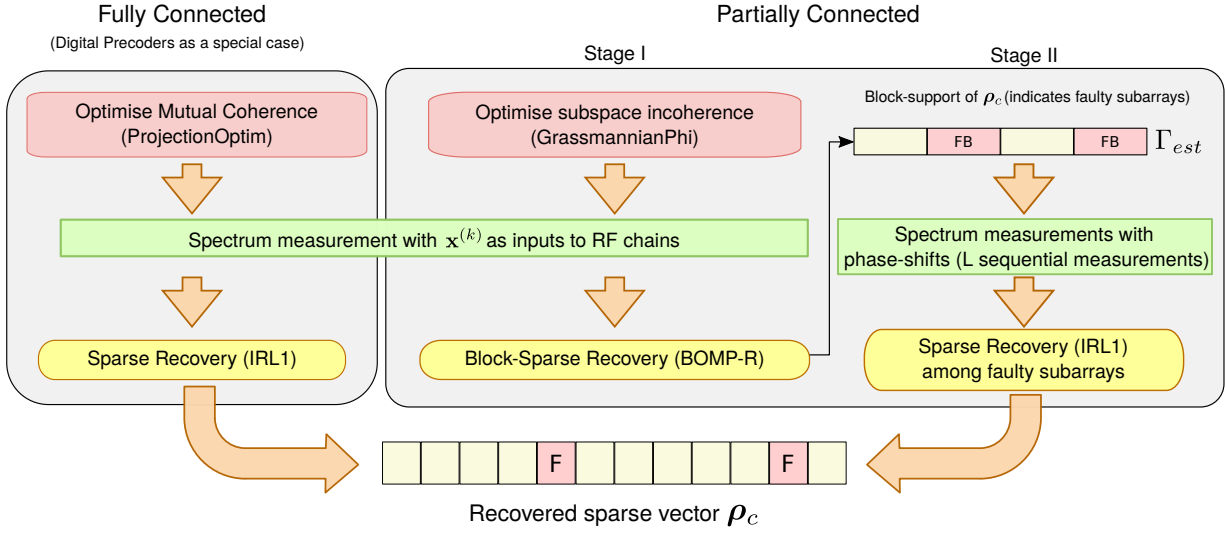 Fully Connected
(Digital Precoders as a special case)
Optimise Mutual Coherence
(ProjectionOptim)
Partially Connected
Stage I
Stage II
Optimise subspace incoherence
(GrassmannianPhi)
Block-support of ρc (indicates faulty subarrays)
FB
FB
Γest
Spectrum measurement with x(k) as inputs to RF chains
Spectrum measurements with
phase-shifts (L sequential measurements)
Sparse Recovery (IRL1)
Block-Sparse Recovery (BOMP-R)
Sparse Recovery (IRL1)
among faulty subarrays
F
F
Recovered sparse vector ρc